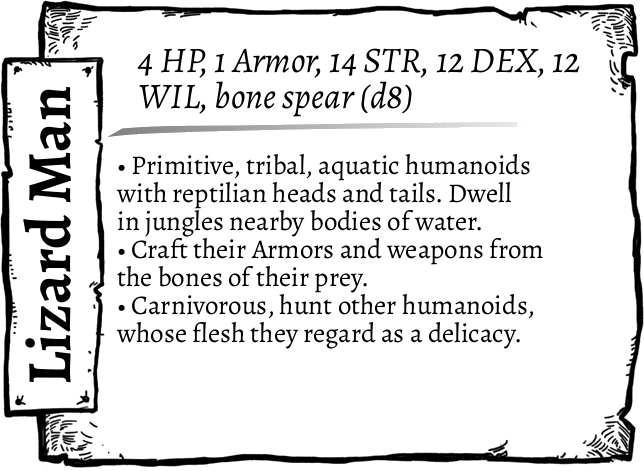 Lizard Man
4 HP, 1 Armor, 14 STR, 12 DEX, 12
WIL, bone spear (d8)
• Primitive, tribal, aquatic humanoids
with reptilian heads and tails. Dwell
in jungles nearby bodies of water.
• Craft their Armors and weapons from
the bones of their prey.
• Carnivorous, hunt other humanoids,
whose flesh they regard as a delicacy.